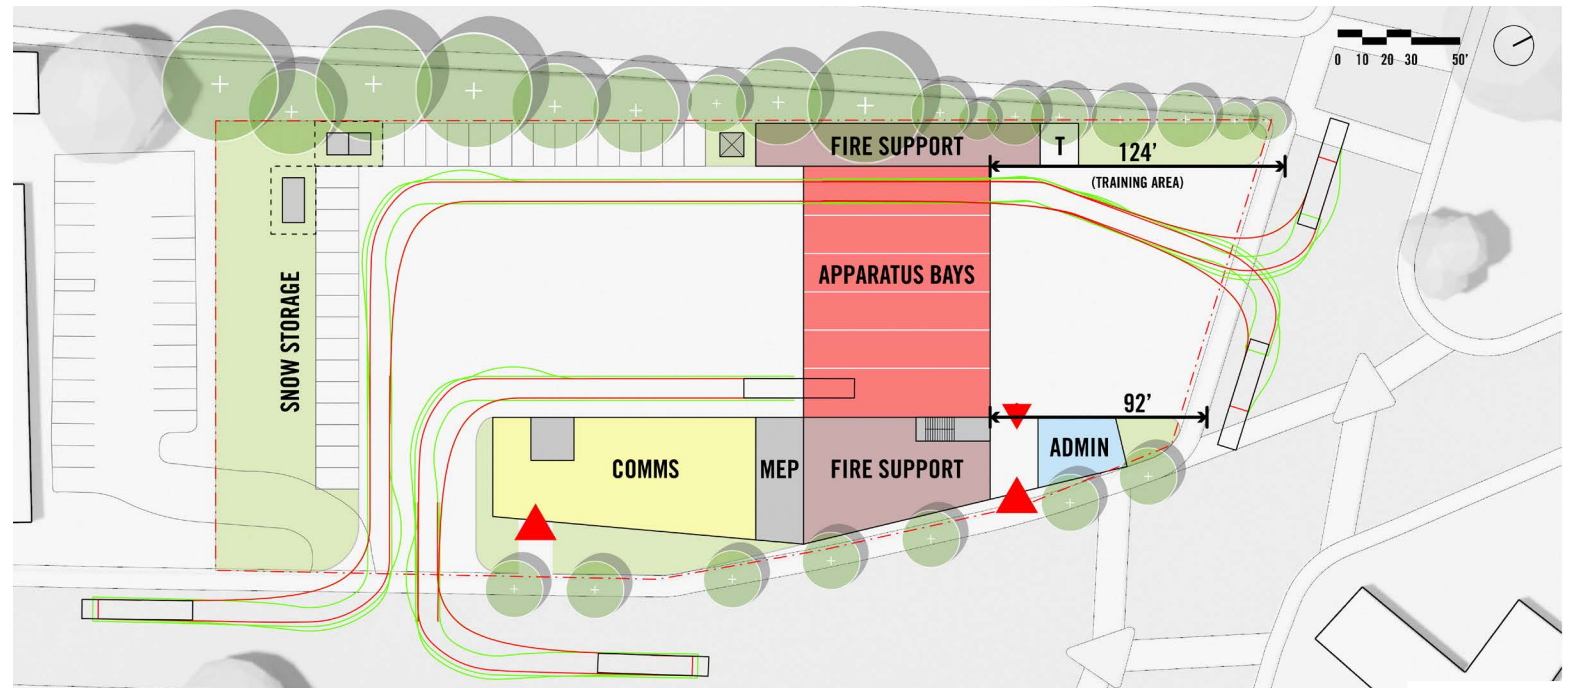 0 10 20 30 50'
FIRE SUPPORT
T
124'
(TRAINING AREA)
APPARATUS BAYS
SNOW STORAGE
92'
COMMS
MEP
FIRE SUPPORT
ADMIN